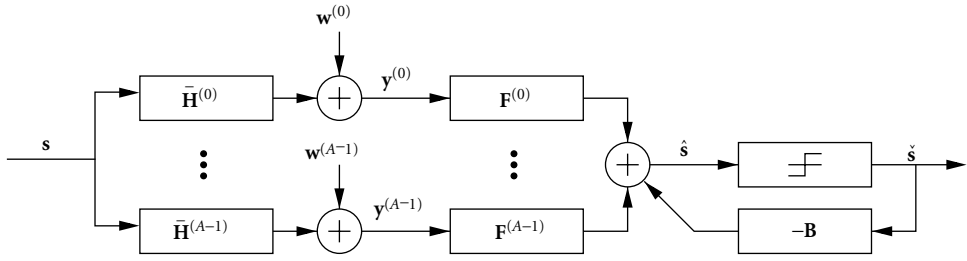 w^(0)
y^(0)
H̄^(0)
F^(0)
s
w^(A−1)
ŝ
š
y^(A−1)
H̄^(A−1)
F^(A−1)
−B